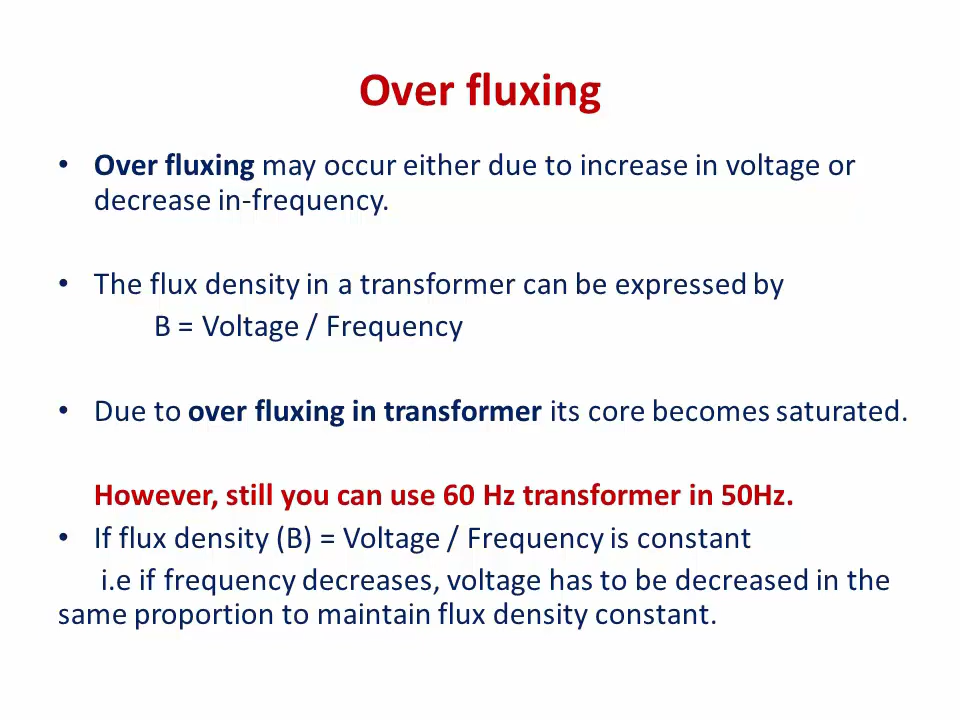 Over fluxing
• Over fluxing may occur either due to increase in voltage or
decrease in-frequency.
• The flux density in a transformer can be expressed by
B = Voltage / Frequency
• Due to over fluxing in transformer its core becomes saturated.
However, still you can use 60 Hz transformer in 50Hz.
• If flux density (B) = Voltage / Frequency is constant
i.e if frequency decreases, voltage has to be decreased in the
same proportion to maintain flux density constant.